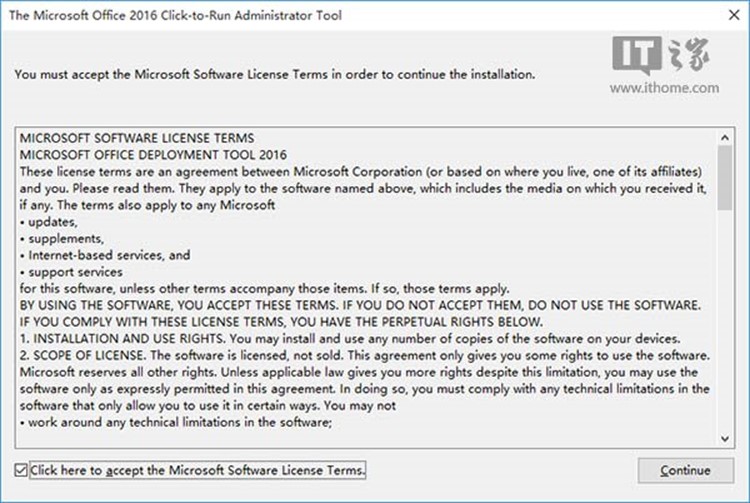 The Microsoft Office 2016 Click-to-Run Administrator Tool
IT之家
www.ithome.com
You must accept the Microsoft Software License Terms in order to continue the installation.
MICROSOFT SOFTWARE LICENSE TERMS
MICROSOFT OFFICE DEPLOYMENT TOOL 2016
These license terms are an agreement between Microsoft Corporation (or based on where you live, one of its affiliates)
and you. Please read them. They apply to the software named above, which includes the media on which you received it,
if any. The terms also apply to any Microsoft
• updates,
• supplements,
• Internet-based services, and
• support services
for this software, unless other terms accompany those items. If so, those terms apply.
BY USING THE SOFTWARE, YOU ACCEPT THESE TERMS. IF YOU DO NOT ACCEPT THEM, DO NOT USE THE SOFTWARE.
IF YOU COMPLY WITH THESE LICENSE TERMS, YOU HAVE THE PERPETUAL RIGHTS BELOW.
1. INSTALLATION AND USE RIGHTS. You may install and use any number of copies of the software on your devices.
2. SCOPE OF LICENSE. The software is licensed, not sold. This agreement only gives you some rights to use the software.
Microsoft reserves all other rights. Unless applicable law gives you more rights despite this limitation, you may use the
software only as expressly permitted in this agreement. In doing so, you must comply with any technical limitations in the
software that only allow you to use it in certain ways. You may not
• work around any technical limitations in the software;
Click here to accept the Microsoft Software License Terms.
Continue